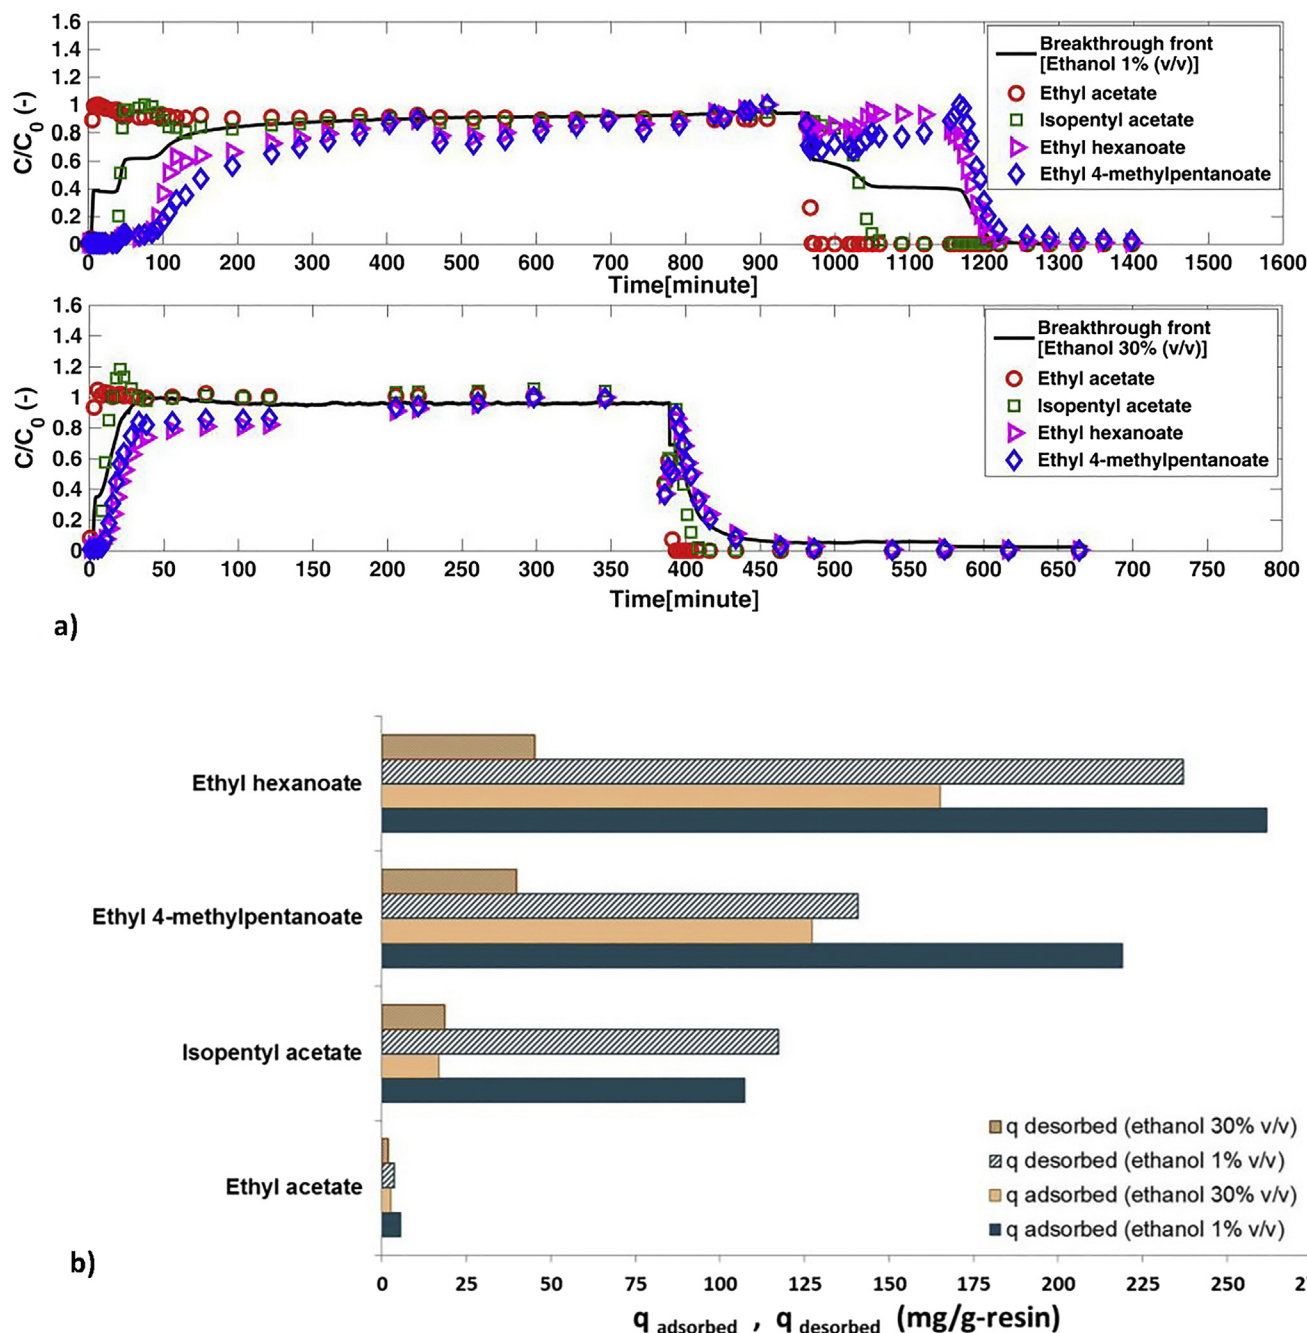 1.6
1.4
1.2
1
0.8
0.6
0.4
0.2
0
C/C0 (-)
0 100 200 300 400 500 600 700 800 900 1000 1100 1200 1300 1400 1500 1600
Time[minute]
Breakthrough front
[Ethanol 1% (v/v)]
Ethyl acetate
Isopentyl acetate
Ethyl hexanoate
Ethyl 4-methylpentanoate
1.6
1.4
1.2
1
0.8
0.6
0.4
0.2
0
C/C0 (-)
0 50 100 150 200 250 300 350 400 450 500 550 600 650 700 750 800
Time[minute]
Breakthrough front
[Ethanol 30% (v/v)]
Ethyl acetate
Isopentyl acetate
Ethyl hexanoate
Ethyl 4-methylpentanoate
a)
Ethyl hexanoate
Ethyl 4-methylpentanoate
Isopentyl acetate
Ethyl acetate
q desorbed (ethanol 30% v/v)
q desorbed (ethanol 1% v/v)
q adsorbed (ethanol 30% v/v)
q adsorbed (ethanol 1% v/v)
b)
0 25 50 75 100 125 150 175 200 225 250
q adsorbed , q desorbed (mg/g-resin)